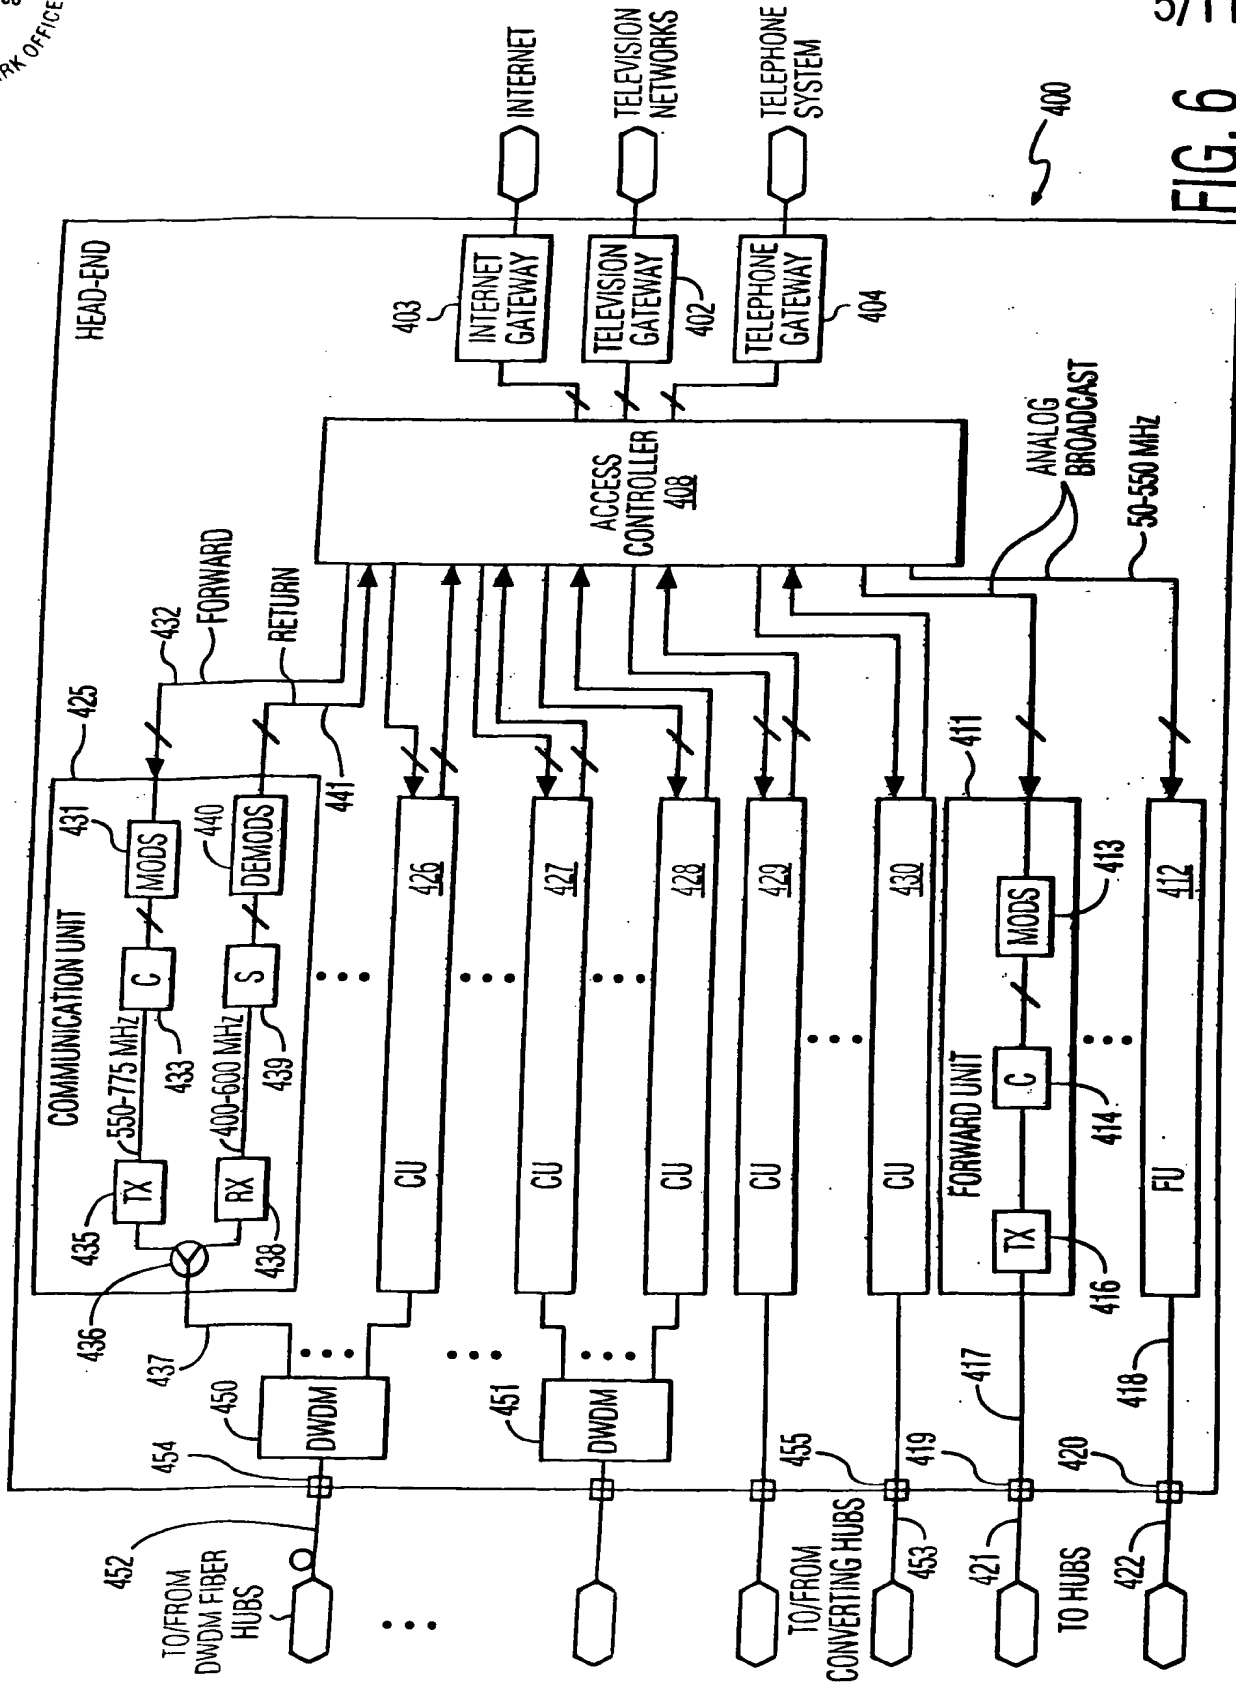 RK OFFICE
5/11
FIG. 6
400
HEAD-END
INTERNET
TELEVISION
NETWORKS
TELEPHONE
SYSTEM
403
INTERNET
GATEWAY
TELEVISION
GATEWAY
402
TELEPHONE
GATEWAY
404
ACCESS
CONTROLLER
408
ANALOG
BROADCAST
50-550 MHz
432
FORWARD
RETURN
441
425
COMMUNICATION UNIT
431
MODS
440
DEMODS
C
433
S
439
550-775 MHz
400-600 MHz
TX
435
RX
438
436
437
CU
426
CU
427
CU
428
CU
429
CU
430
411
FORWARD UNIT
MODS
413
C
414
TX
416
FU
412
450
DWDM
451
DWDM
454
455
417
419
418
420
452
TO/FROM
DWDM FIBER
HUBS
TO/FROM
CONVERTING HUBS
453
421
TO HUBS
422